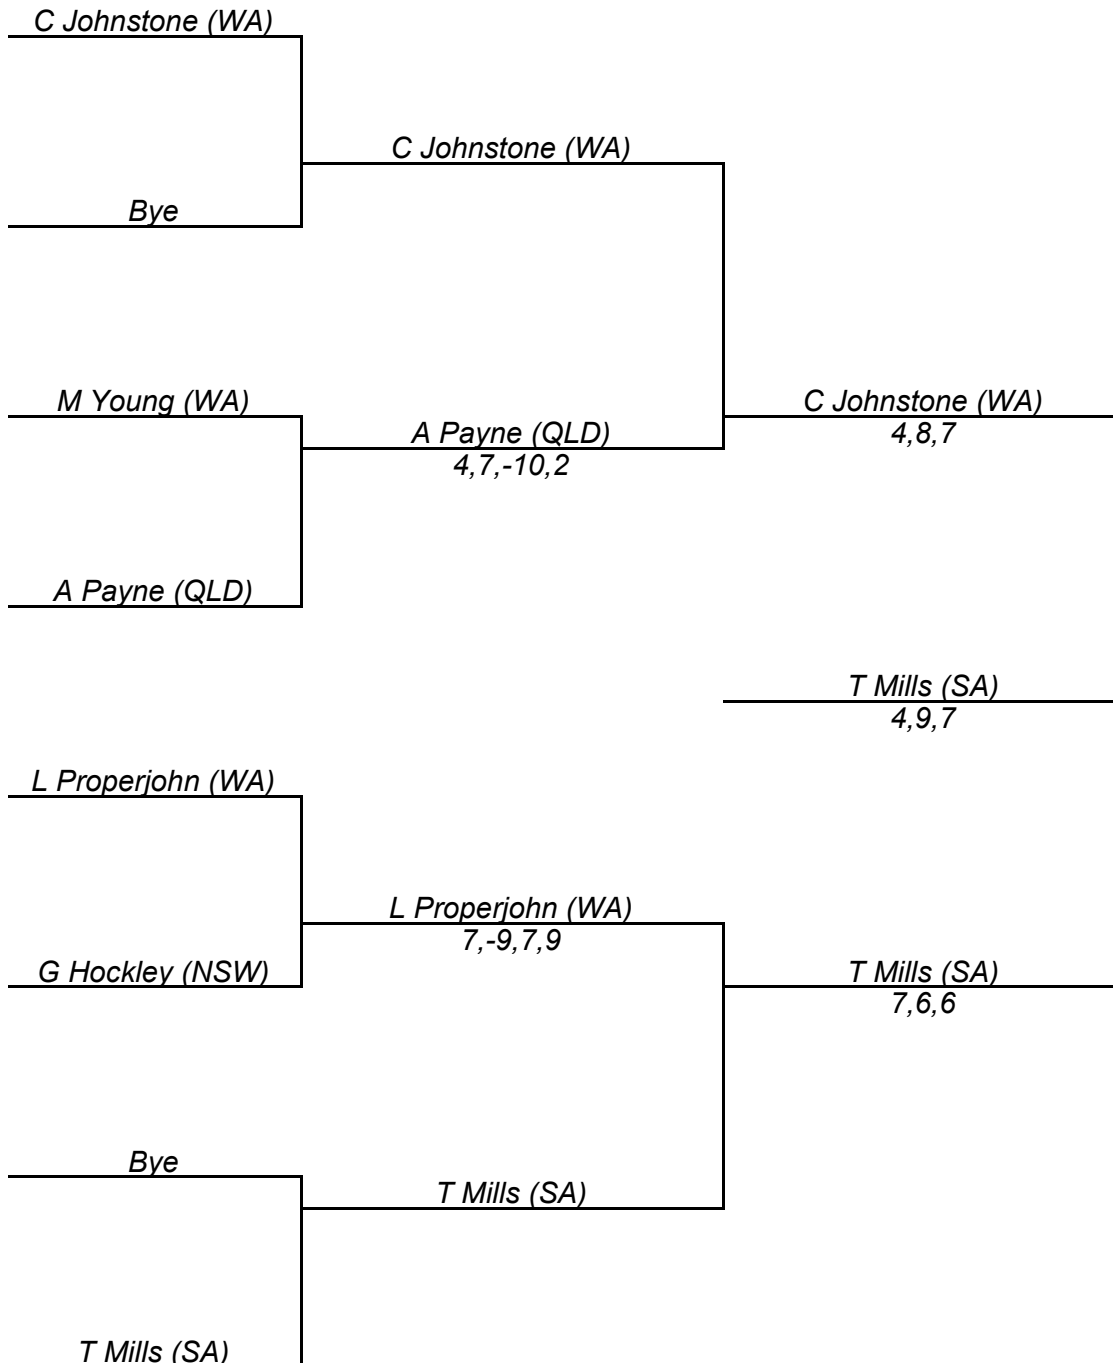 C Johnstone (WA)
C Johnstone (WA)
Bye
M Young (WA)
C Johnstone (WA)
4,8,7
A Payne (QLD)
4,7,-10,2
A Payne (QLD)
T Mills (SA)
4,9,7
L Properjohn (WA)
L Properjohn (WA)
7,-9,7,9
G Hockley (NSW)
T Mills (SA)
7,6,6
Bye
T Mills (SA)
T Mills (SA)